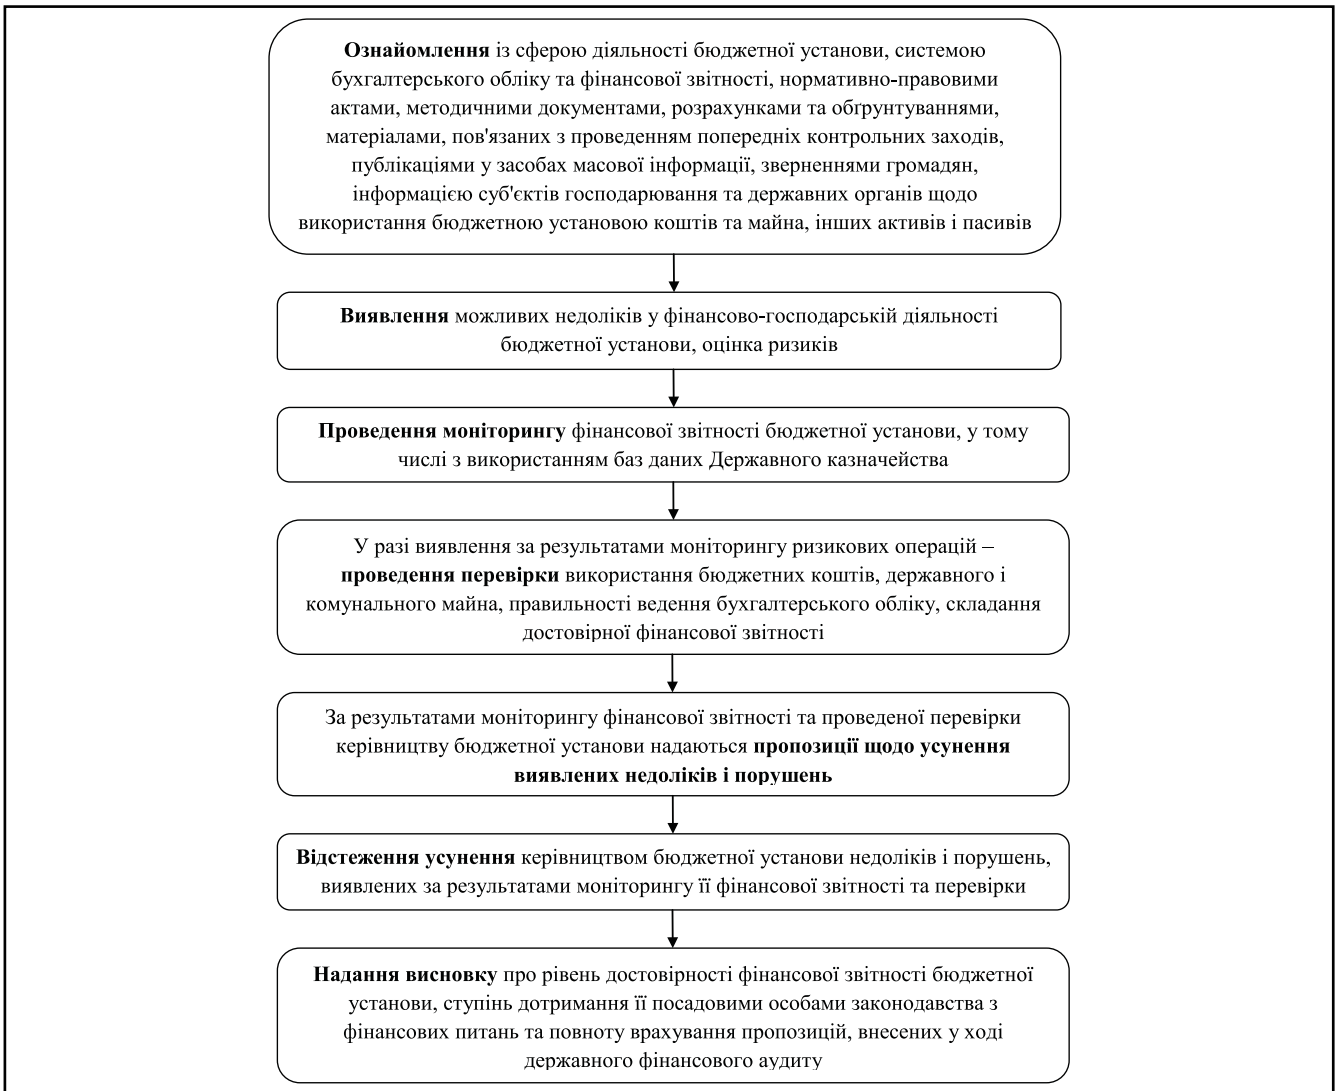 Ознайомлення із сферою діяльності бюджетної установи, системою
бухгалтерського обліку та фінансової звітності, нормативно-правовими
актами, методичними документами, розрахунками та обґрунтуваннями,
матеріалами, пов'язаних з проведенням попередніх контрольних заходів,
публікаціями у засобах масової інформації, зверненнями громадян,
інформацією суб'єктів господарювання та державних органів щодо
використання бюджетною установою коштів та майна, інших активів і пасивів
Виявлення можливих недоліків у фінансово-господарській діяльності
бюджетної установи, оцінка ризиків
Проведення моніторингу фінансової звітності бюджетної установи, у тому
числі з використанням баз даних Державного казначейства
У разі виявлення за результатами моніторингу ризикових операцій –
проведення перевірки використання бюджетних коштів, державного і
комунального майна, правильності ведення бухгалтерського обліку, складання
достовірної фінансової звітності
За результатами моніторингу фінансової звітності та проведеної перевірки
керівництву бюджетної установи надаються пропозиції щодо усунення
виявлених недоліків і порушень
Відстеження усунення керівництвом бюджетної установи недоліків і порушень,
виявлених за результатами моніторингу її фінансової звітності та перевірки
Надання висновку про рівень достовірності фінансової звітності бюджетної
установи, ступінь дотримання її посадовими особами законодавства з
фінансових питань та повноту врахування пропозицій, внесених у ході
державного фінансового аудиту